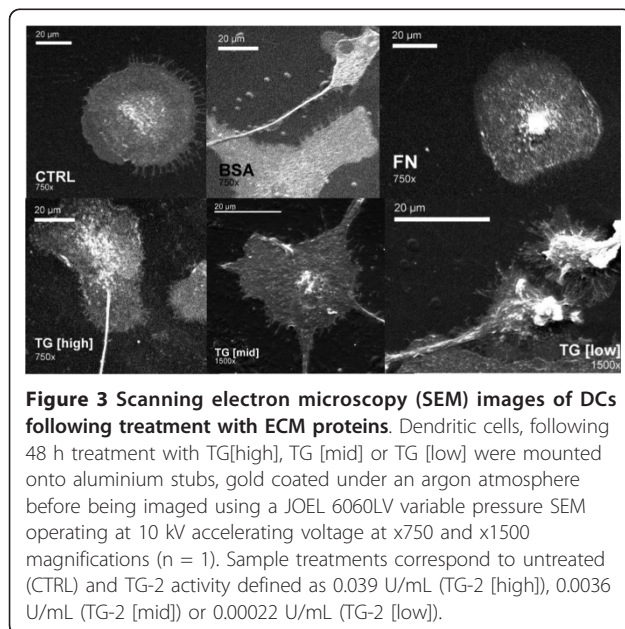 20 µm
20 µm
20 µm
CTRL
750x
BSA
750x
FN
750x
20 µm
20 µm
20 µm
TG [high]
750x
TG [mid]
1500x
TG [low]
1500x
Figure 3 Scanning electron microscopy (SEM) images of DCs
following treatment with ECM proteins. Dendritic cells, following
48 h treatment with TG[high], TG [mid] or TG [low] were mounted
onto aluminium stubs, gold coated under an argon atmosphere
before being imaged using a JOEL 6060LV variable pressure SEM
operating at 10 kV accelerating voltage at x750 and x1500
magnifications (n = 1). Sample treatments correspond to untreated
(CTRL) and TG-2 activity defined as 0.039 U/mL (TG-2 [high]), 0.0036
U/mL (TG-2 [mid]) or 0.00022 U/mL (TG-2 [low]).